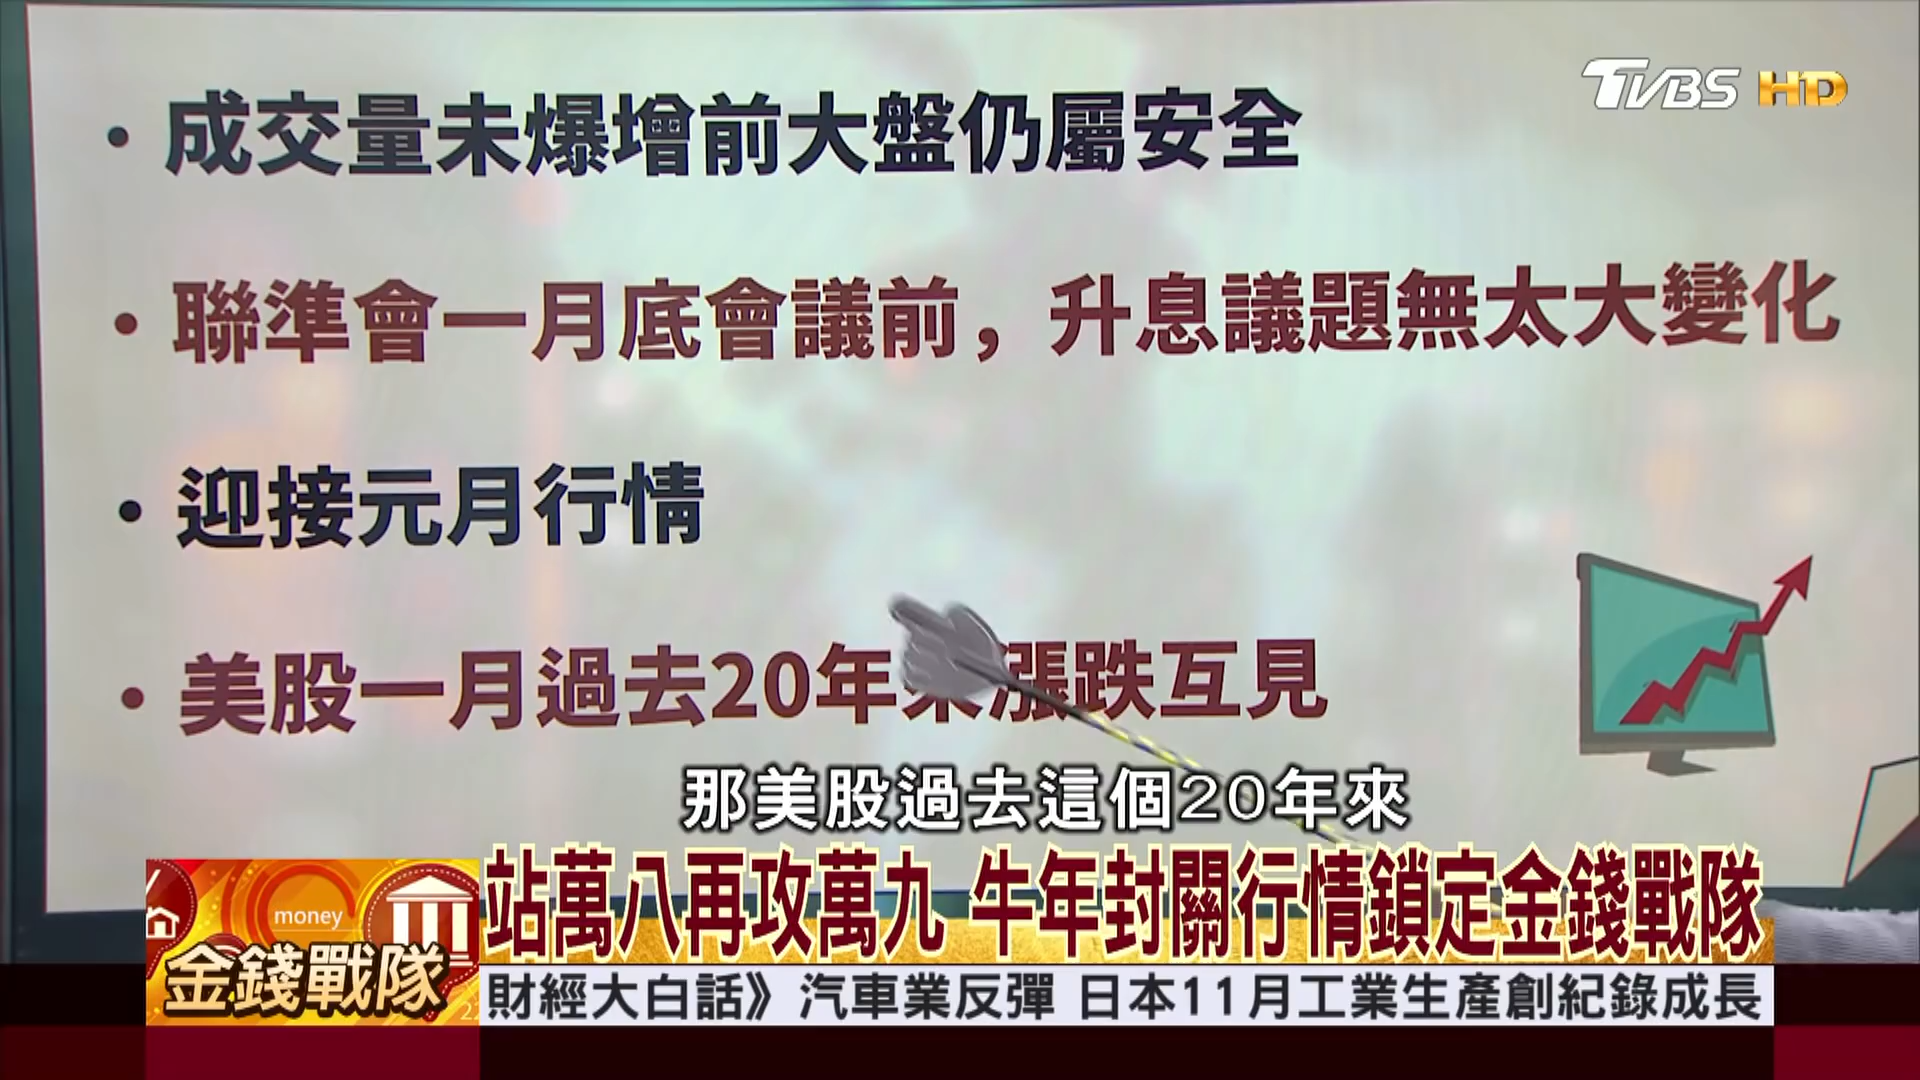 TVBS HD
成交量未爆增前大盤仍屬安全
聯準會一月底會議前，升息議題無太大變化
迎接元月行情
美股一月過去20年來漲跌互見
那美股過去這個20年來
站萬八再攻萬九 牛年封關行情鎖定金錢戰隊
money
金錢戰隊
財經大白話》汽車業反彈 日本11月工業生產創紀錄成長